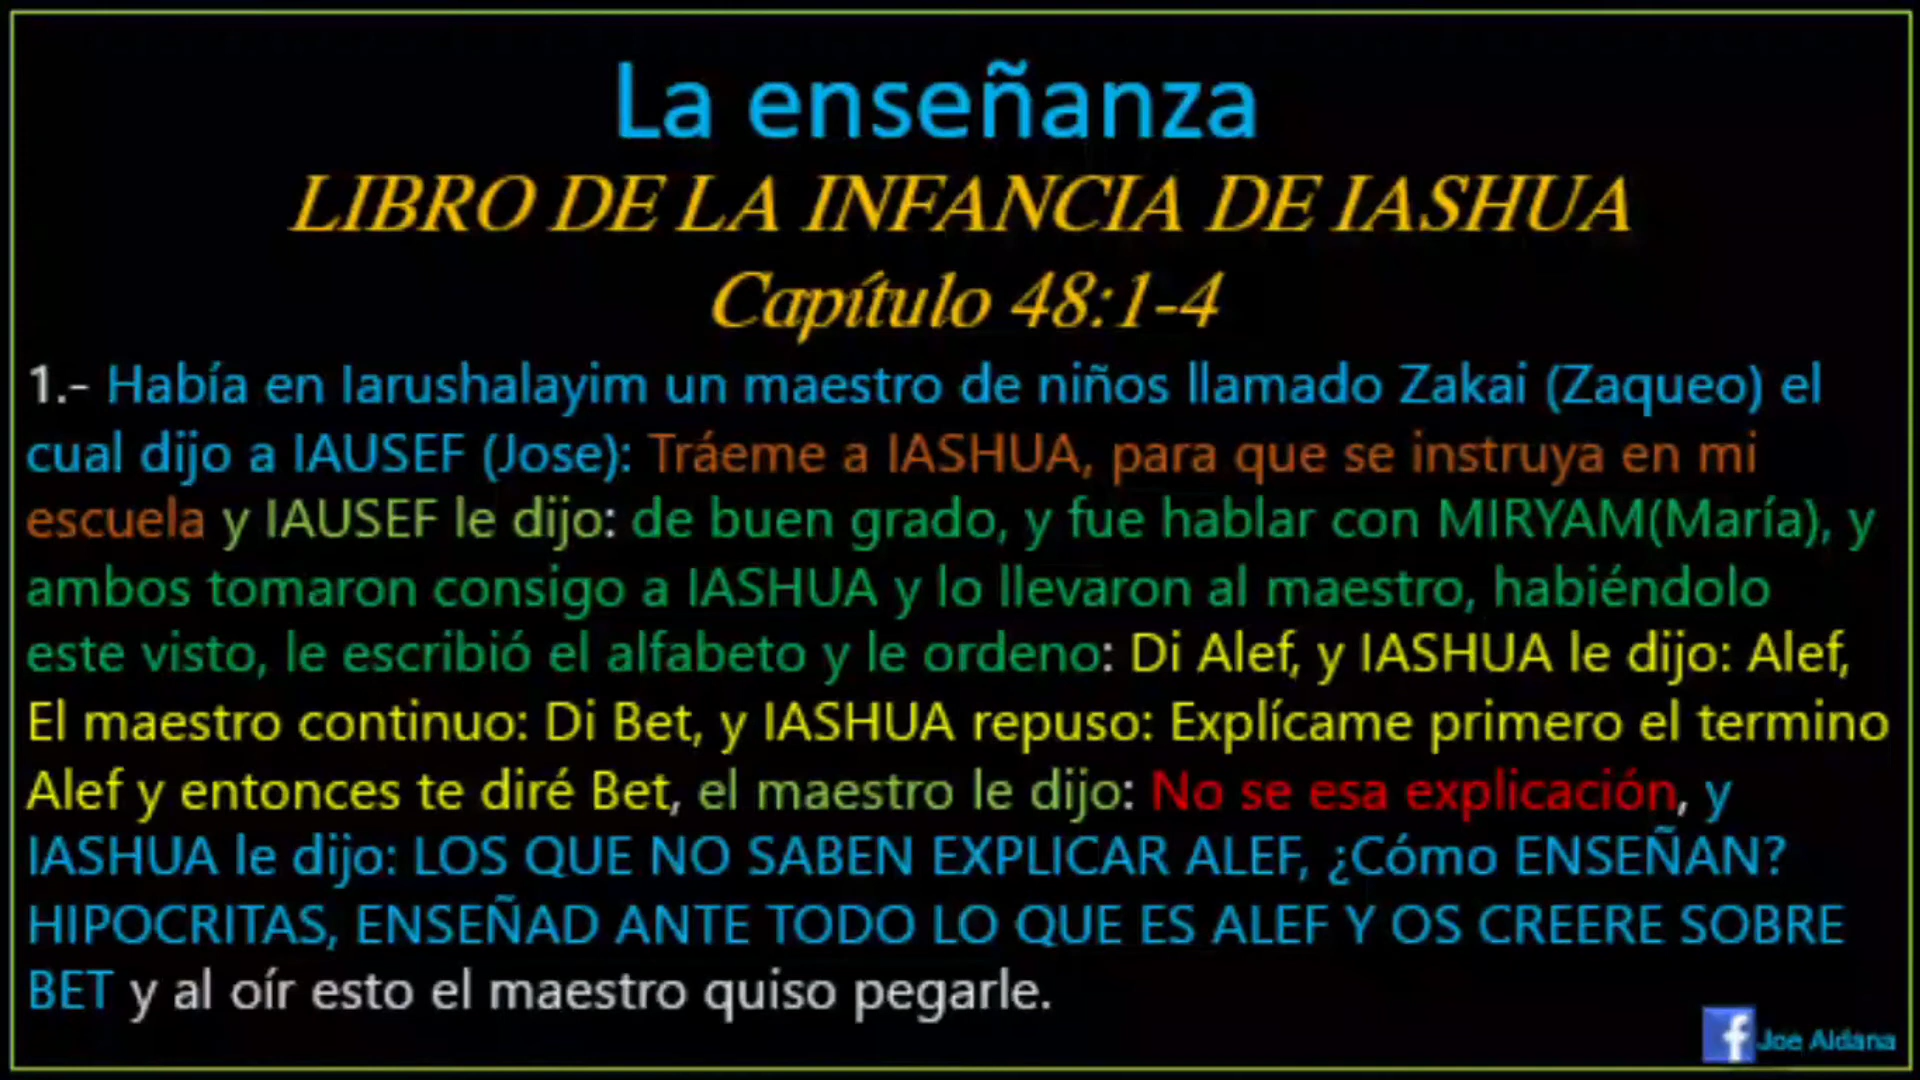 La enseñanza
LIBRO DE LA INFANCIA DE IASHUA
Capítulo 48:1-4
1.- Había en Iarushalayim un maestro de niños llamado Zakai (Zaqueo) el
cual dijo a IAUSEF (Jose): Tráeme a IASHUA, para que se instruya en mi
escuela y IAUSEF le dijo: de buen grado, y fue hablar con MIRYAM(María), y
ambos tomaron consigo a IASHUA y lo llevaron al maestro, habiéndolo
este visto, le escribió el alfabeto y le ordeno: Di Alef, y IASHUA le dijo: Alef,
El maestro continuo: Di Bet, y IASHUA repuso: Explícame primero el termino
Alef y entonces te diré Bet, el maestro le dijo: No se esa explicación, y
IASHUA le dijo: LOS QUE NO SABEN EXPLICAR ALEF, ¿Cómo ENSEÑAN?
HIPOCRITAS, ENSEÑAD ANTE TODO LO QUE ES ALEF Y OS CREERE SOBRE
BET y al oír esto el maestro quiso pegarle.
f Joe Aldana